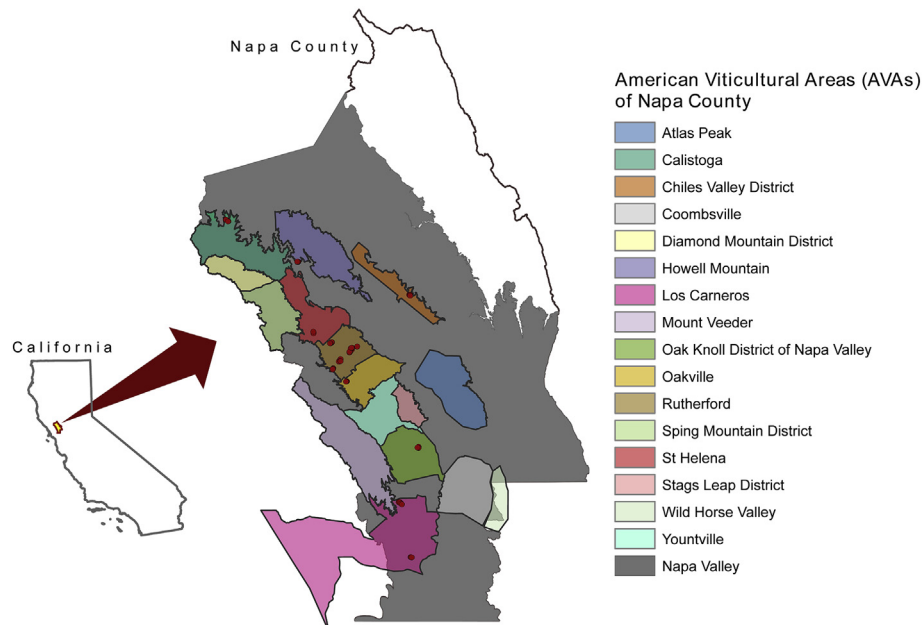 Napa County
American Viticultural Areas (AVAs)
of Napa County
Atlas Peak
Calistoga
Chiles Valley District
Coombsville
Diamond Mountain District
Howell Mountain
Los Carneros
Mount Veeder
Oak Knoll District of Napa Valley
Oakville
Rutherford
Sping Mountain District
St Helena
Stags Leap District
Wild Horse Valley
Yountville
Napa Valley
California